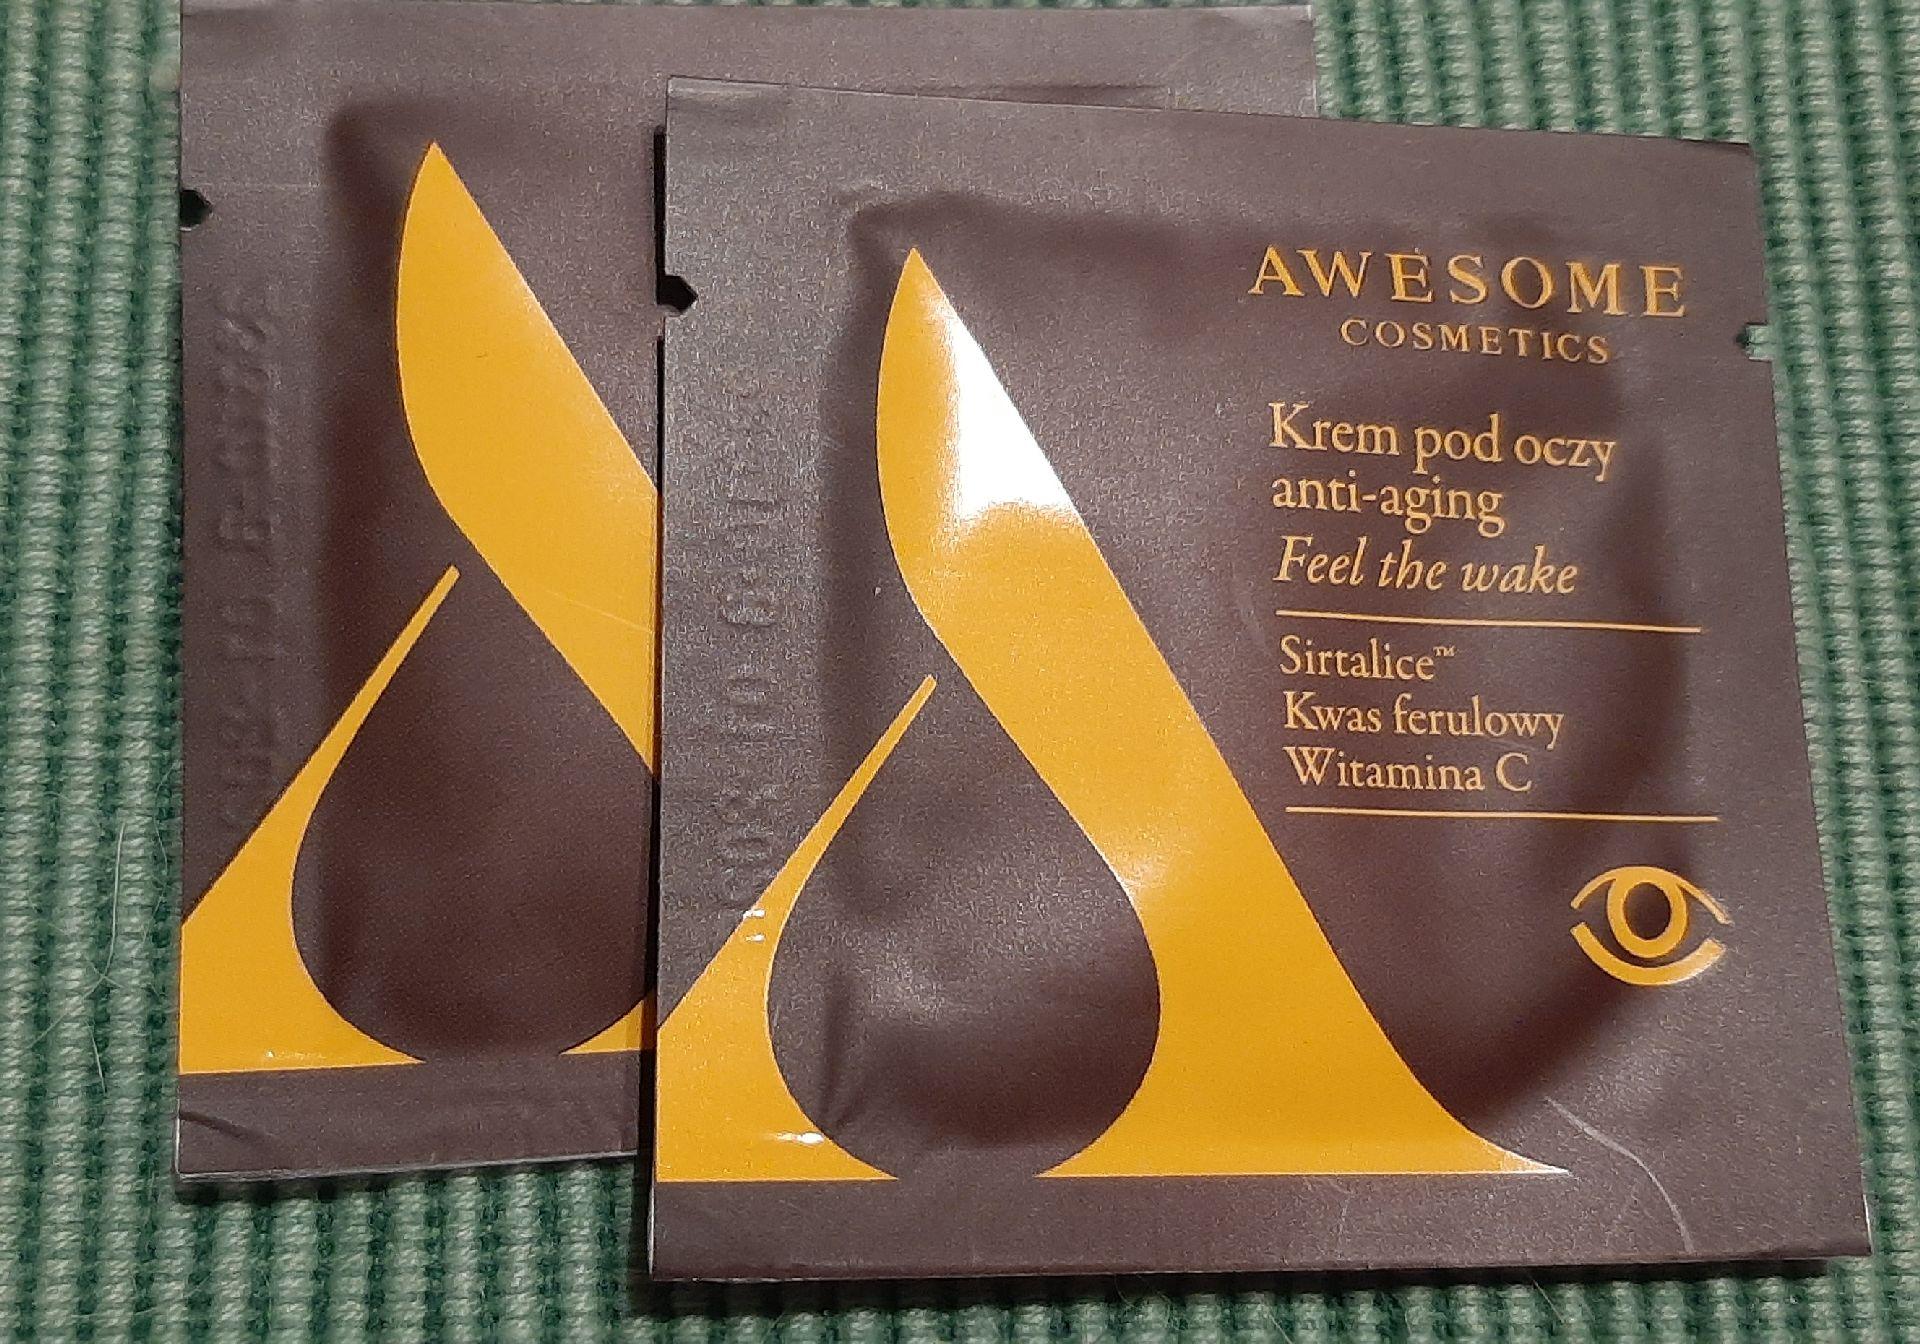 AWESOME
COSMETICS
Krem pod oczy
anti-aging
Feel the wake
Sirtalice™
Kwas ferulowy
Witamina C